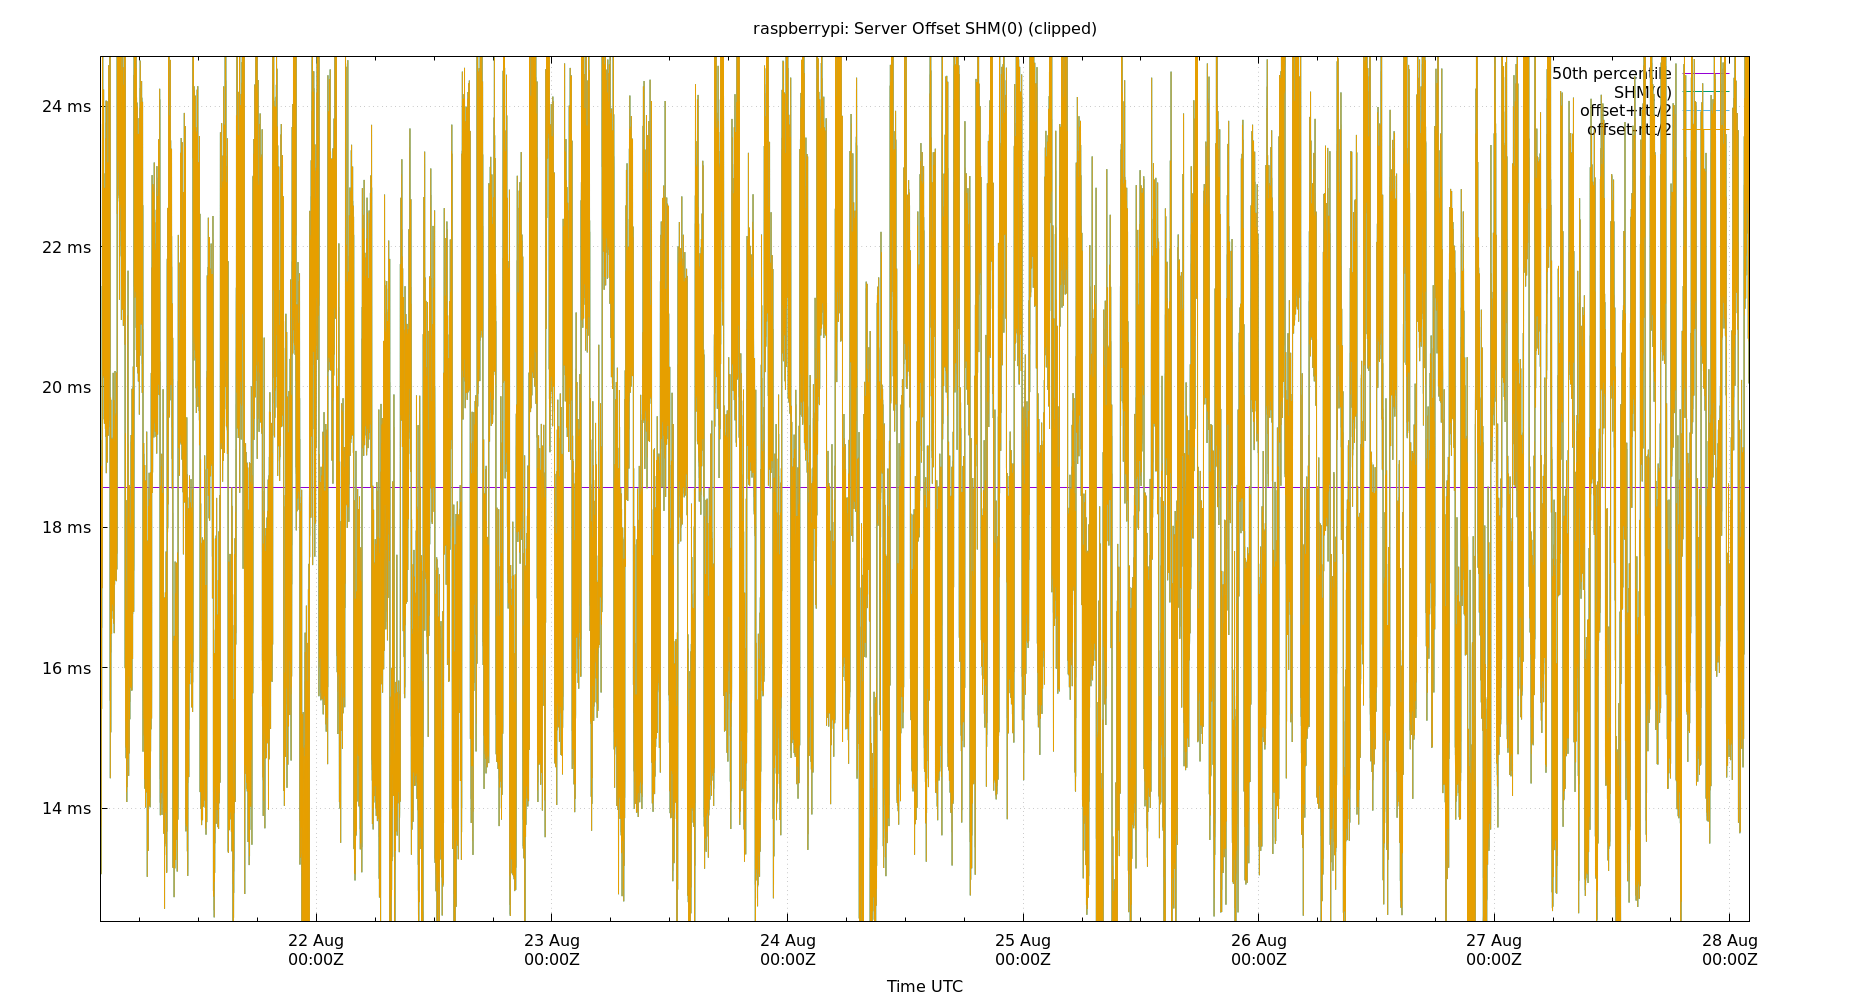 raspberrypi: Server Offset SHM(0) (clipped)
50th percentile
SHM(0)
offset+rtt/2
offset-rtt/2
24 ms
22 ms
20 ms
18 ms
16 ms
14 ms
22 Aug 23 Aug 24 Aug 25 Aug 26 Aug 27 Aug 28 Aug
00:00Z 00:00Z 00:00Z 00:00Z 00:00Z 00:00Z 00:00Z
Time UTC